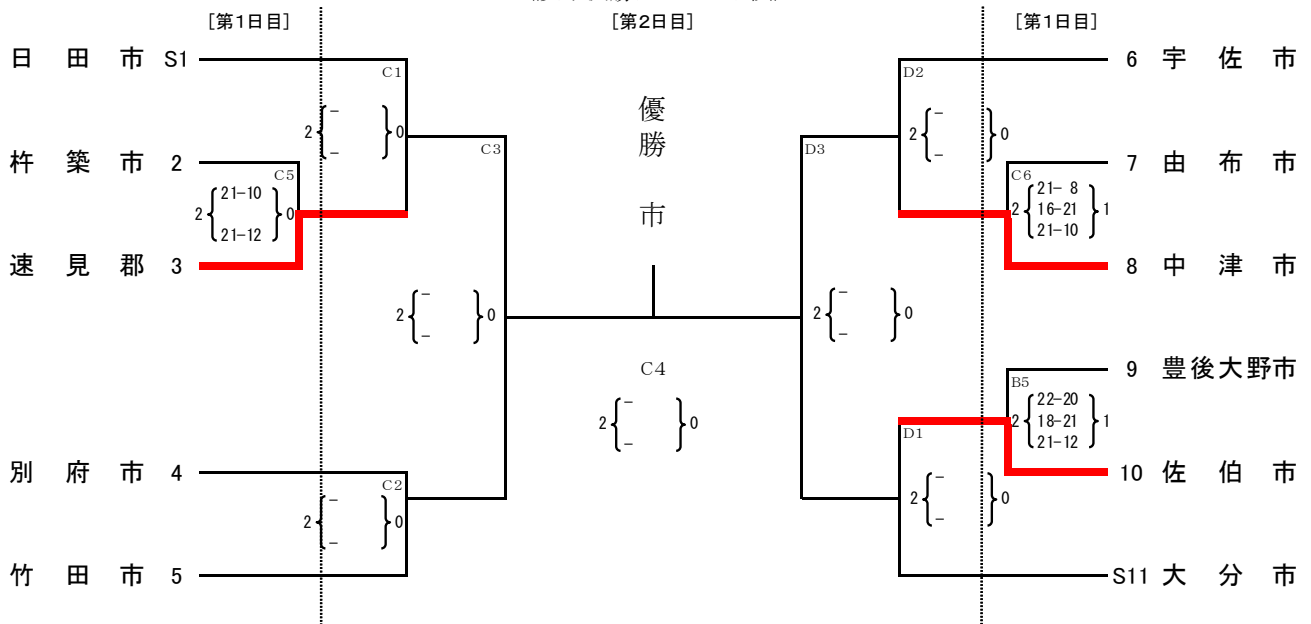 [第1日目] [第2日目] [第1日目]
日田市 S1
C1
2 - - 0
杵築市 2
C5
2 21-10 21-12 0
速見郡 3
C3
2 - - 0
別府市 4
C2
2 - - 0
竹田市 5
優勝 市
C4
2 - - 0
6 宇佐市
D2
2 - - 0
7 由布市
C6
2 21- 8 16-21 21-10 1
8 中津市
D3
2 - - 0
9 豊後大野市
B5
2 22-20 18-21 21-12 1
10 佐伯市
D1
2 - - 0
S11 大分市